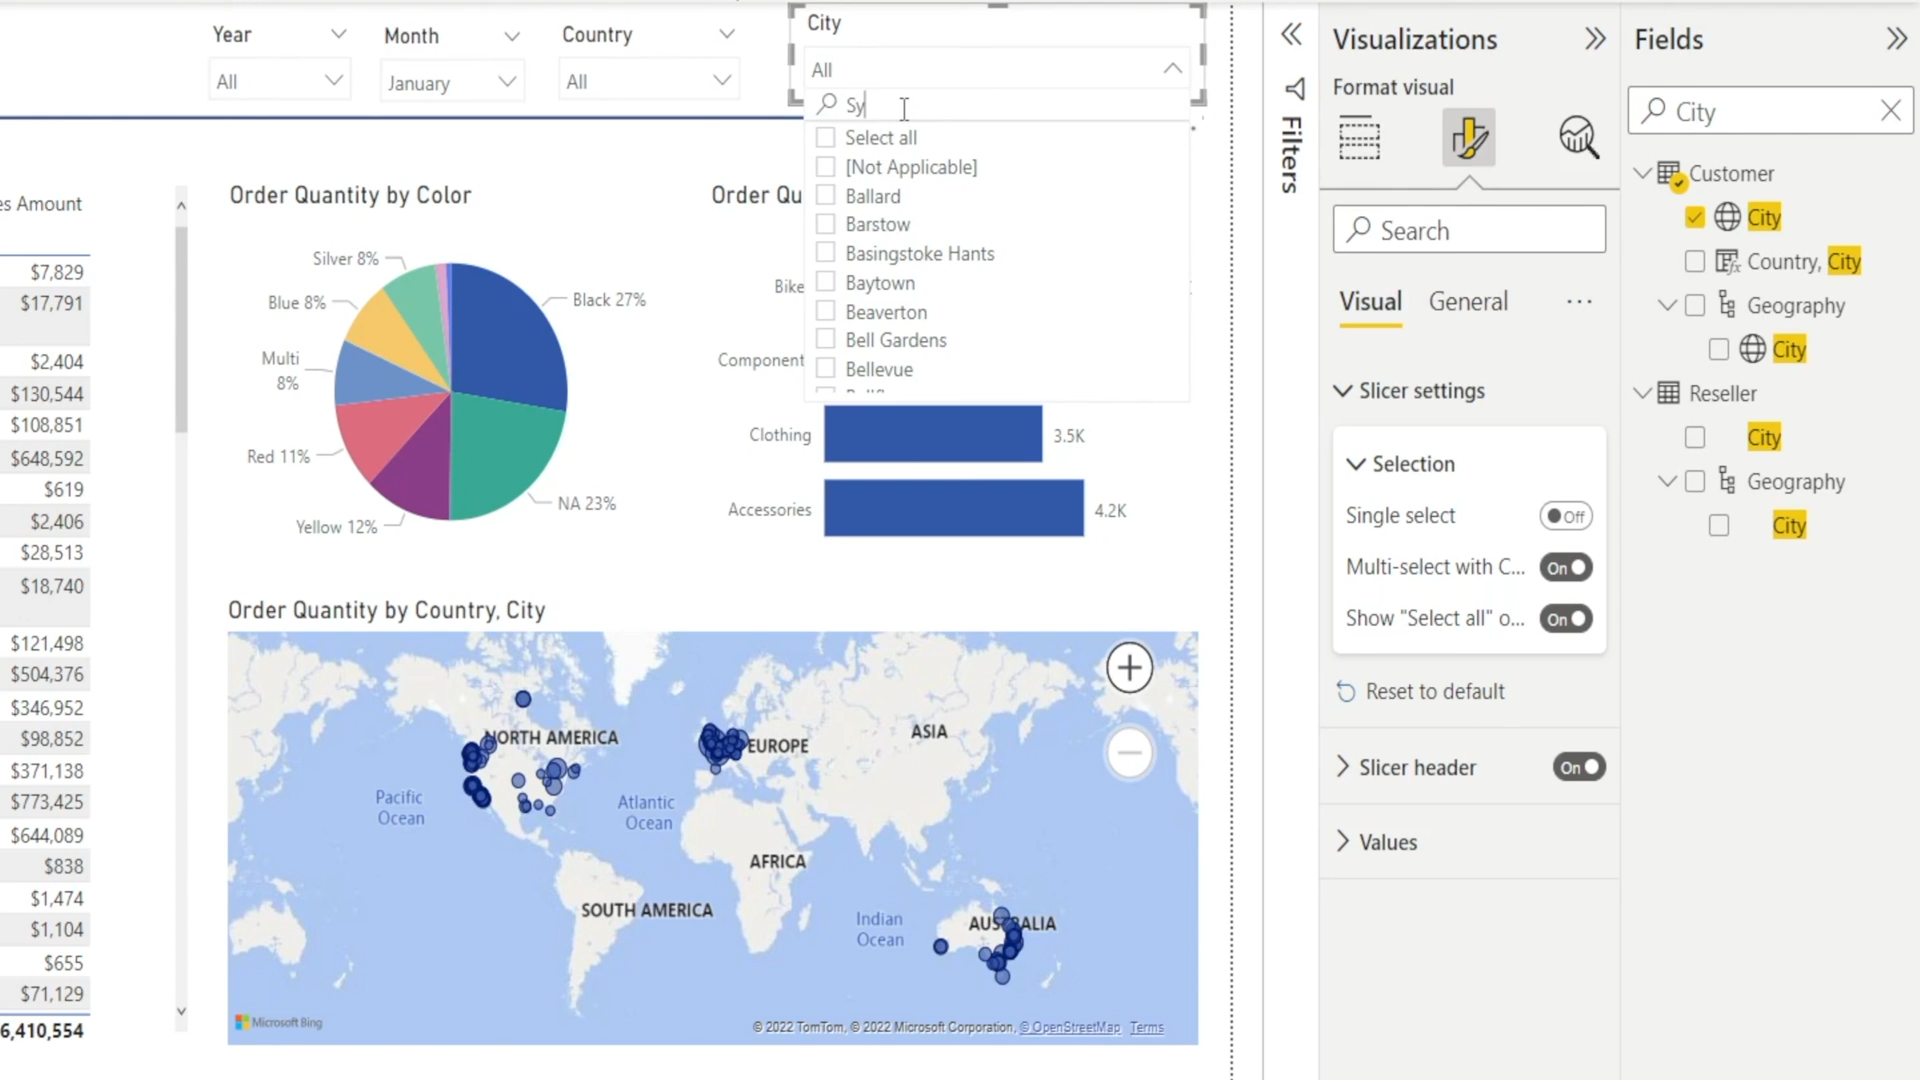 Year
Month
Country
City
All
January
All
All
Sy
Select all
[Not Applicable]
Ballard
Barstow
Basingstoke Hants
Baytown
Beaverton
Bell Gardens
Bellevue
es Amount
$7,829
$17,791
$2,404
$130,544
$108,851
$648,592
$619
$2,406
$28,513
$18,740
$121,498
$504,376
$346,952
$98,852
$371,138
$773,425
$644,089
$838
$1,474
$1,104
$655
$71,129
6,410,554
Order Quantity by Color
Silver 8%
Blue 8%
Multi
8%
Red 11%
Yellow 12%
Black 27%
NA 23%
Order Qu
Bike
Component
Clothing
3.5K
Accessories
4.2K
Order Quantity by Country, City
NORTH AMERICA
EUROPE
ASIA
Pacific
Ocean
Atlantic
Ocean
AFRICA
SOUTH AMERICA
Indian
Ocean
AUSTRALIA
Microsoft Bing
© 2022 TomTom, © 2022 Microsoft Corporation, © OpenStreetMap Terms
Filters
Visualizations
Format visual
Search
Visual
General
...
Slicer settings
Selection
Single select
Off
Multi-select with C...
On
Show "Select all" o...
On
Reset to default
Slicer header
On
Values
Fields
City
Customer
City
Country, City
Geography
City
Reseller
City
Geography
City